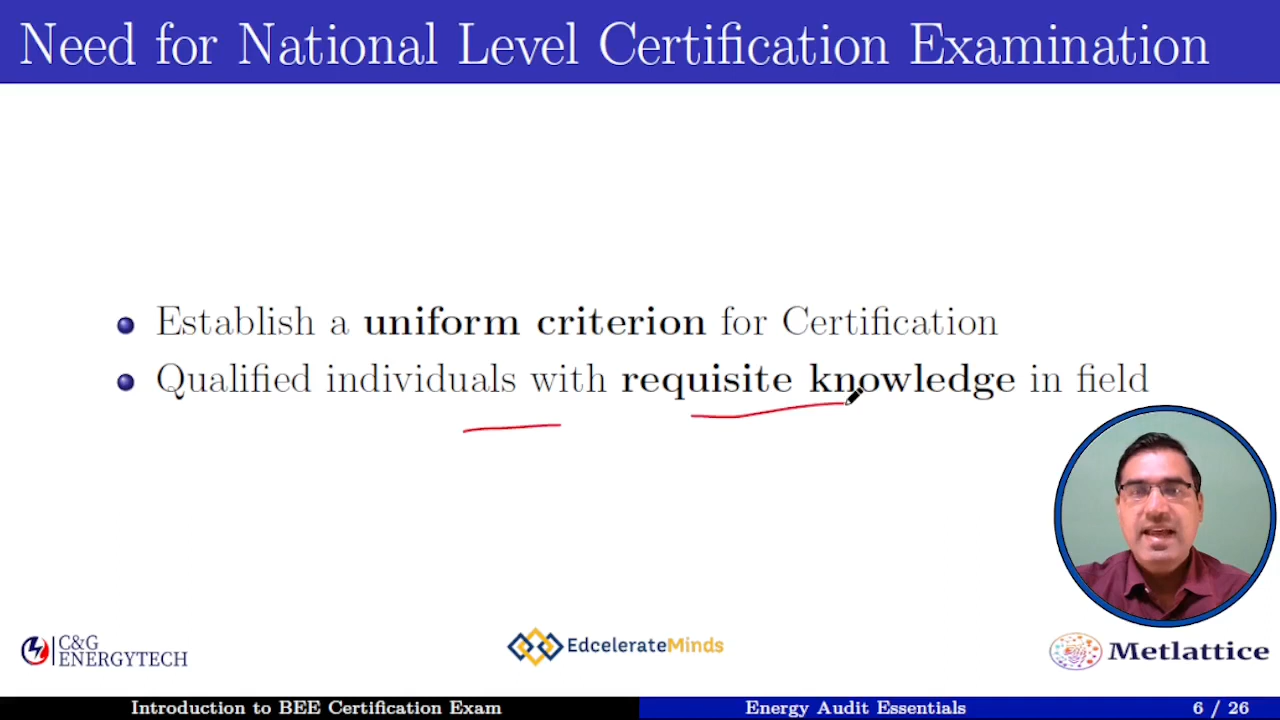 Need for National Level Certification Examination
Establish a uniform criterion for Certification
Qualified individuals with requisite knowledge in field
C&G
ENERGYTECH
EdcelerateMinds
Metlattice
Introduction to BEE Certification Exam
Energy Audit Essentials
6 / 26